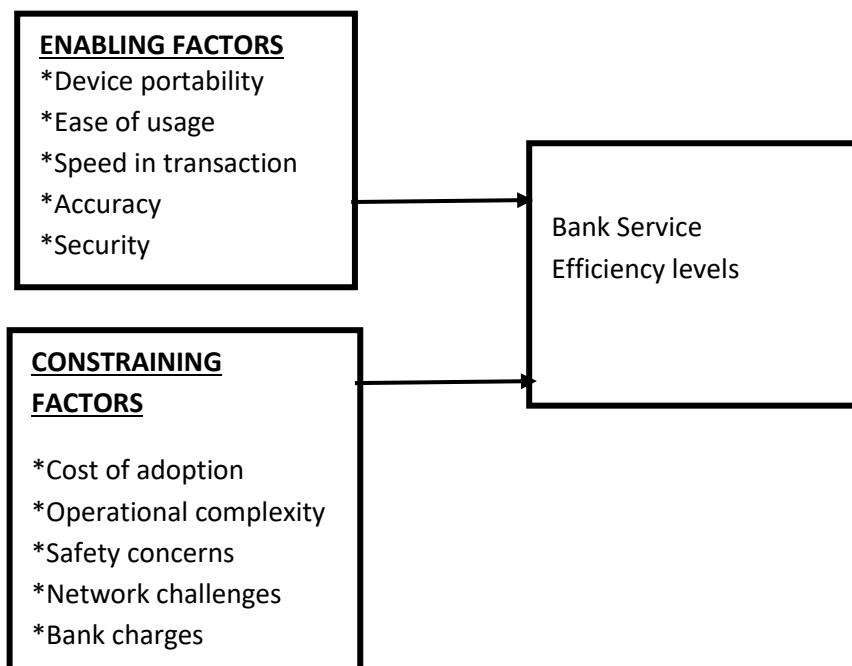 ENABLING FACTORS
*Device portability
*Ease of usage
*Speed in transaction
*Accuracy
*Security
Bank Service
Efficiency levels
CONSTRAINING
FACTORS
*Cost of adoption
*Operational complexity
*Safety concerns
*Network challenges
*Bank charges